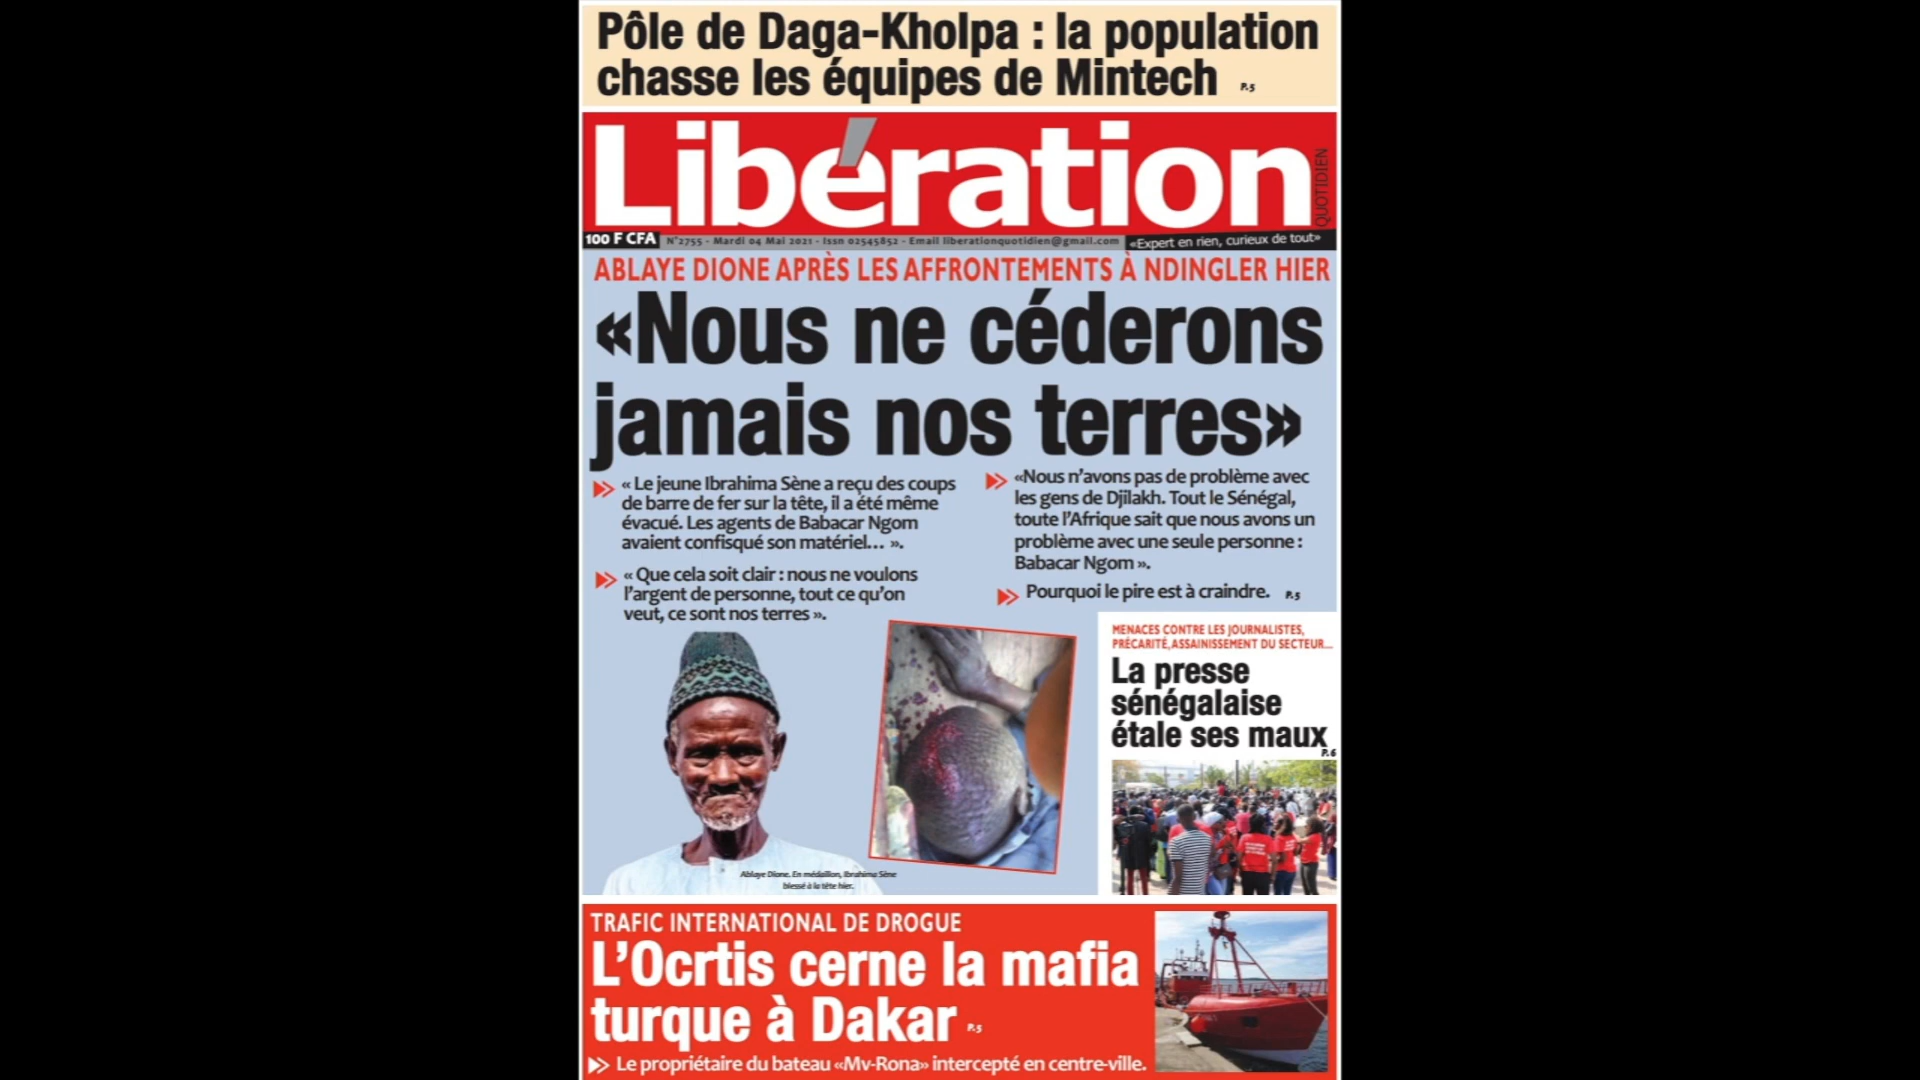 Pôle de Daga-Kholpa : la population
chasse les équipes de Mintech P.5
Libération
QUOTIDIEN
100 F CFA N°2755 - Mardi 04 Mai 2021 - Issn 02545852 - Email liberationquotidien@gmail.com «Expert en rien, curieux de tout»
ABLAYE DIONE APRÈS LES AFFRONTEMENTS À NDINGLER HIER
«Nous ne céderons
jamais nos terres»
« Le jeune Ibrahima Sène a reçu des coups
de barre de fer sur la tête, il a été même
évacué. Les agents de Babacar Ngom
avaient confisqué son matériel... ».
« Que cela soit clair : nous ne voulons
l'argent de personne, tout ce qu'on
veut, ce sont nos terres ».
«Nous n'avons pas de problème avec
les gens de Djilakh. Tout le Sénégal,
toute l'Afrique sait que nous avons un
problème avec une seule personne :
Babacar Ngom ».
Pourquoi le pire est à craindre. P.5
Ablaye Dione. En médaillon, Ibrahima Sène
blessé à la tête hier.
MENACES CONTRE LES JOURNALISTES,
PRÉCARITÉ, ASSAINISSEMENT DU SECTEUR...
La presse
sénégalaise
étale ses maux
P.6
TRAFIC INTERNATIONAL DE DROGUE
L'Ocrtis cerne la mafia
turque à Dakar P.5
Le propriétaire du bateau «Mv-Rona» intercepté en centre-ville.